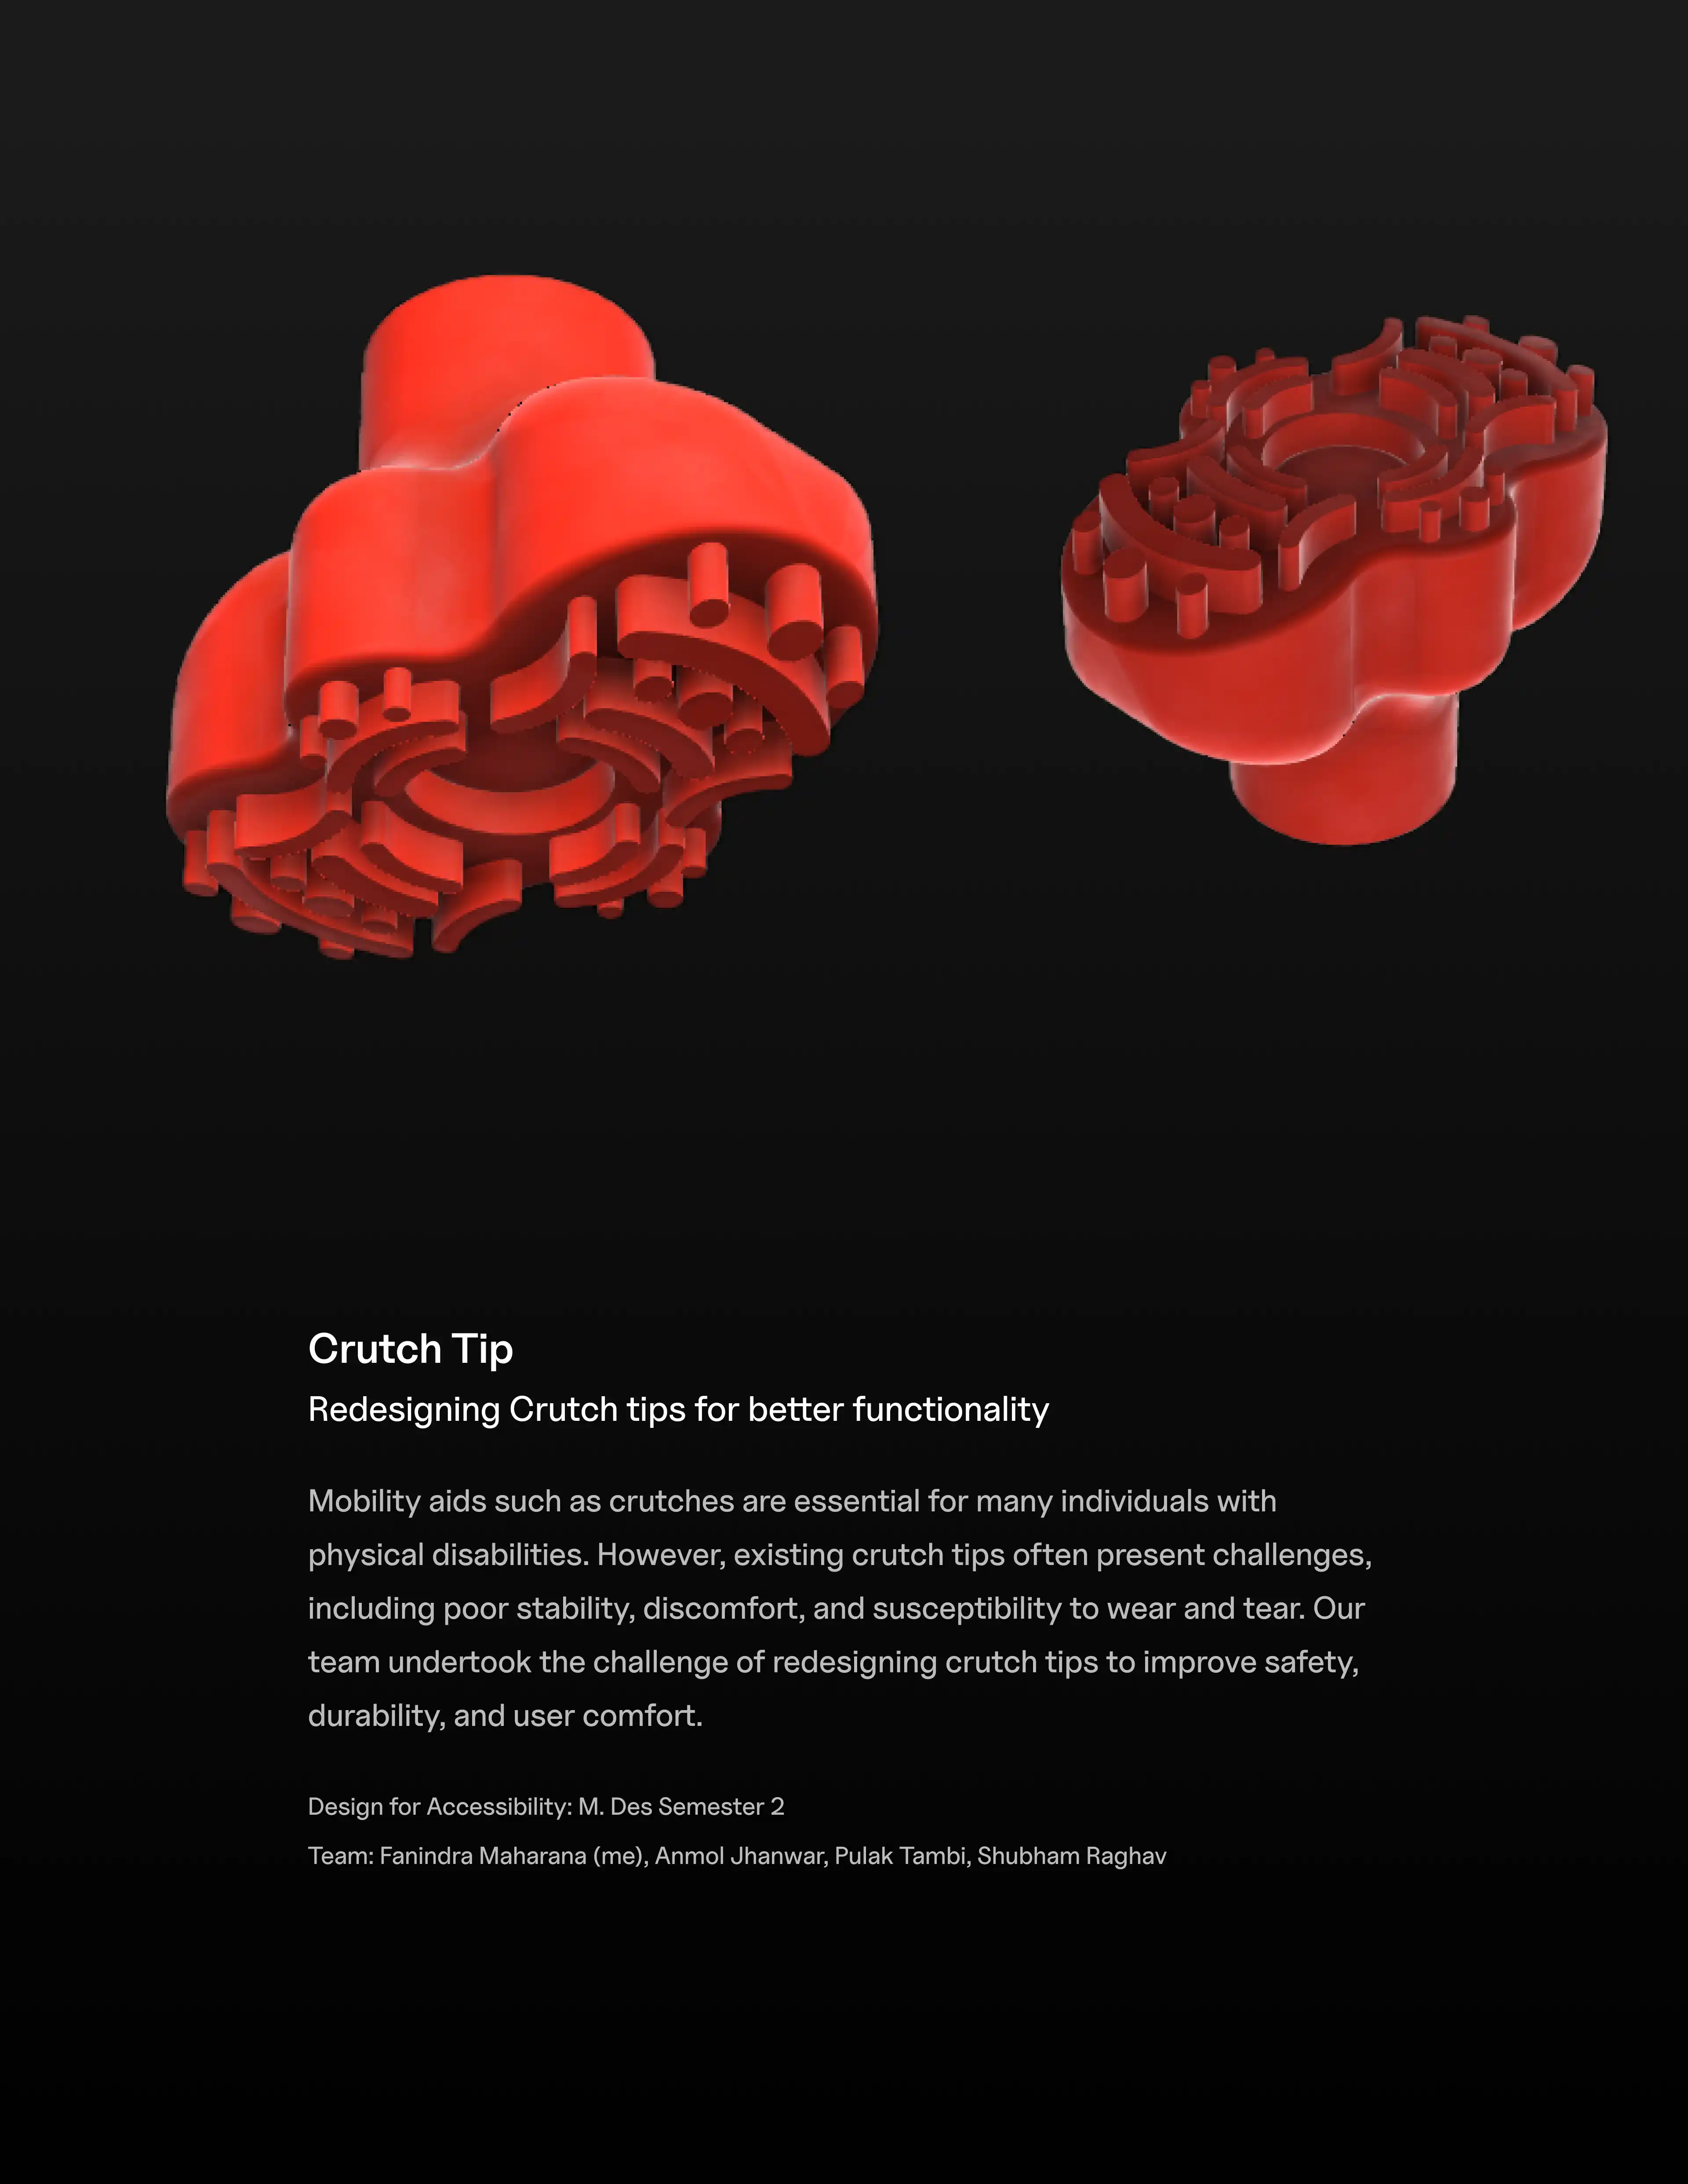 Crutch Tip
Redesigning Crutch tips for better functionality
Mobility aids such as crutches are essential for many individuals with
physical disabilities. However, existing crutch tips often present challenges,
including poor stability, discomfort, and susceptibility to wear and tear. Our
team undertook the challenge of redesigning crutch tips to improve safety,
durability, and user comfort.
Design for Accessibility: M. Des Semester 2
Team: Fanindra Maharana (me), Anmol Jhanwar, Pulak Tambi, Shubham Raghav